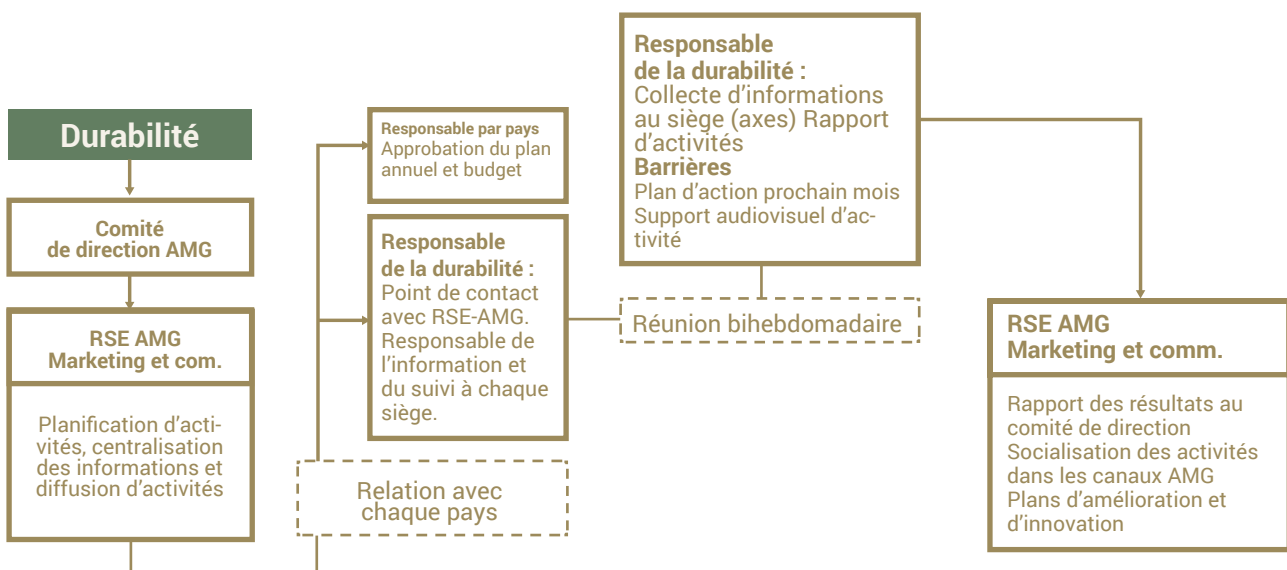 Durabilité
Comité
de direction AMG
RSE AMG
Marketing et com.
Planification d’acti-
vités, centralisation
des informations et
diffusion d’activités
Responsable par pays
Approbation du plan
annuel et budget
Responsable
de la durabilité :
Point de contact
avec RSE-AMG.
Responsable de
l’information et
du suivi à chaque
siège.
Relation avec
chaque pays
Réunion bihebdomadaire
Responsable
de la durabilité :
Collecte d’informations
au siège (axes) Rapport
d’activités
Barrières
Plan d’action prochain mois
Support audiovisuel d’ac-
tivité
RSE AMG
Marketing et comm.
Rapport des résultats au
comité de direction
Socialisation des activités
dans les canaux AMG
Plans d’amélioration et
d’innovation